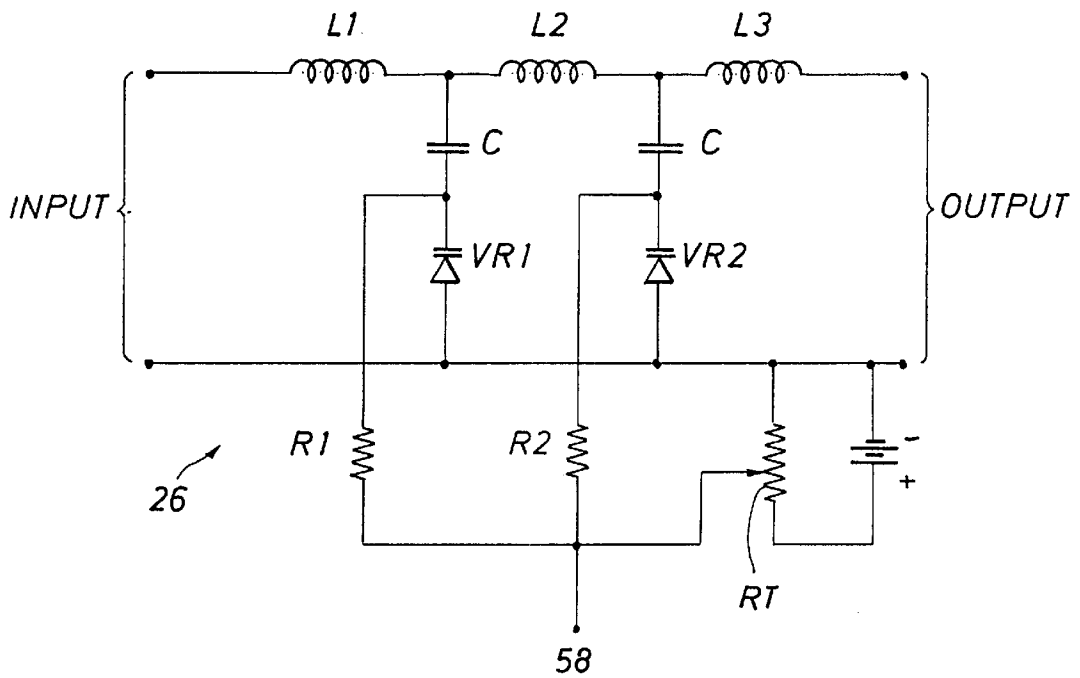 L1 L2 L3
C C
INPUT OUTPUT
VR1 VR2
R1 R2
-
+
26
RT
58